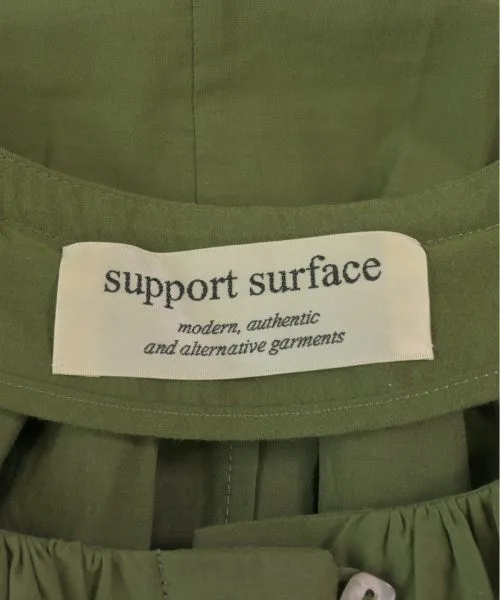 support surface
modern, authentic
and alternative garments